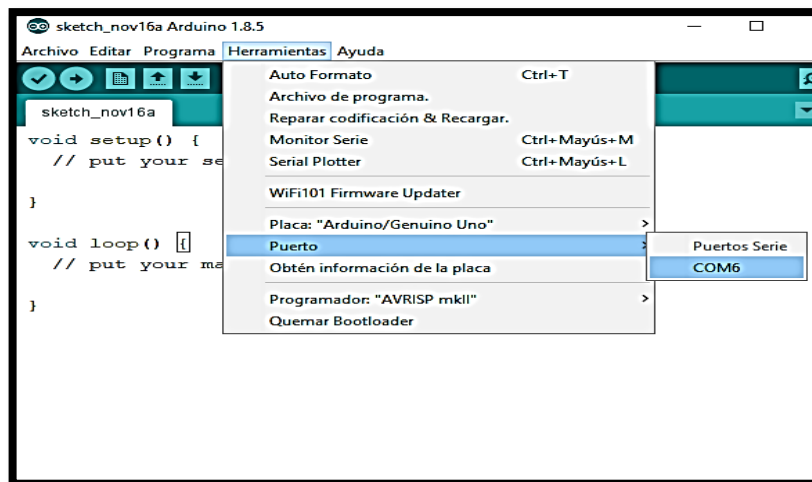 sketch_nov16a Arduino 1.8.5
Archivo Editar Programa Herramientas Ayuda
sketch_nov16a
void setup() {
// put your se
}
void loop() {
// put your ma
}
Auto Formato Ctrl+T
Archivo de programa.
Reparar codificación & Recargar.
Monitor Serie Ctrl+Mayús+M
Serial Plotter Ctrl+Mayús+L
WiFi101 Firmware Updater
Placa: "Arduino/Genuino Uno"
Puerto
Obtén información de la placa
Programador: "AVRISP mkII"
Quemar Bootloader
Puertos Serie
COM6